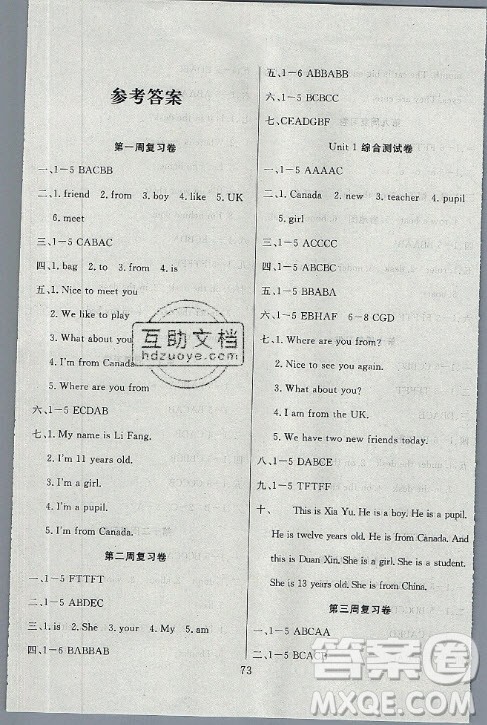 参考答案
第一周复习卷
一、1-5 BACBB
二、1. friend 2. from 3. boy 4. like 5. UK
6. meet
三、1-5 CABAC
四、1. bag 2. to 3. from 4. is
五、1. Nice to meet you
2. We like to play
3. What about you
4. I'm from Canada.
5. Where are you from
六、1-5 ECDAB
七、1. My name is Li Fang.
2. I'm 11 years old.
3. I'm a girl.
4. I'm a pupil.
5. I'm from Canada.
第二周复习卷
一、1-5 FTTFT
二、1-5 ABDEC
三、1. is 2. She 3. your 4. My 5. am
四、1-6 BABBAB
五、1-6 ABBABB
六、1-5 BCBCC
七、CEADGBF
Unit 1 综合测试卷
一、1-5 AAAAC
二、1. Canada 2. new 3. teacher 4. pupil
5. girl
三、1-5 ACCCC
四、1-5 ABCBC
五、1-5 BBABA
六、1-5 EBHAF 6-8 CGD
七、1. Where are you from?
2. Nice to see you again.
3. What about you?
4. I am from the UK.
5. We have two new friends today.
八、1-5 DABCE
九、1-5 TFTFF
十、 This is Xia Yu. He is a boy. He is a pupil.
He is twelve years old. He is from Canada. And
this is Duan Xin. She is a girl. She is a student.
She is 13 years old. She is from China.
第三周复习卷
一、1-5 ABCAA
二、1-5 BCACB
73
互助文档
hdzuoye.com
答案卷
MXQE.COM